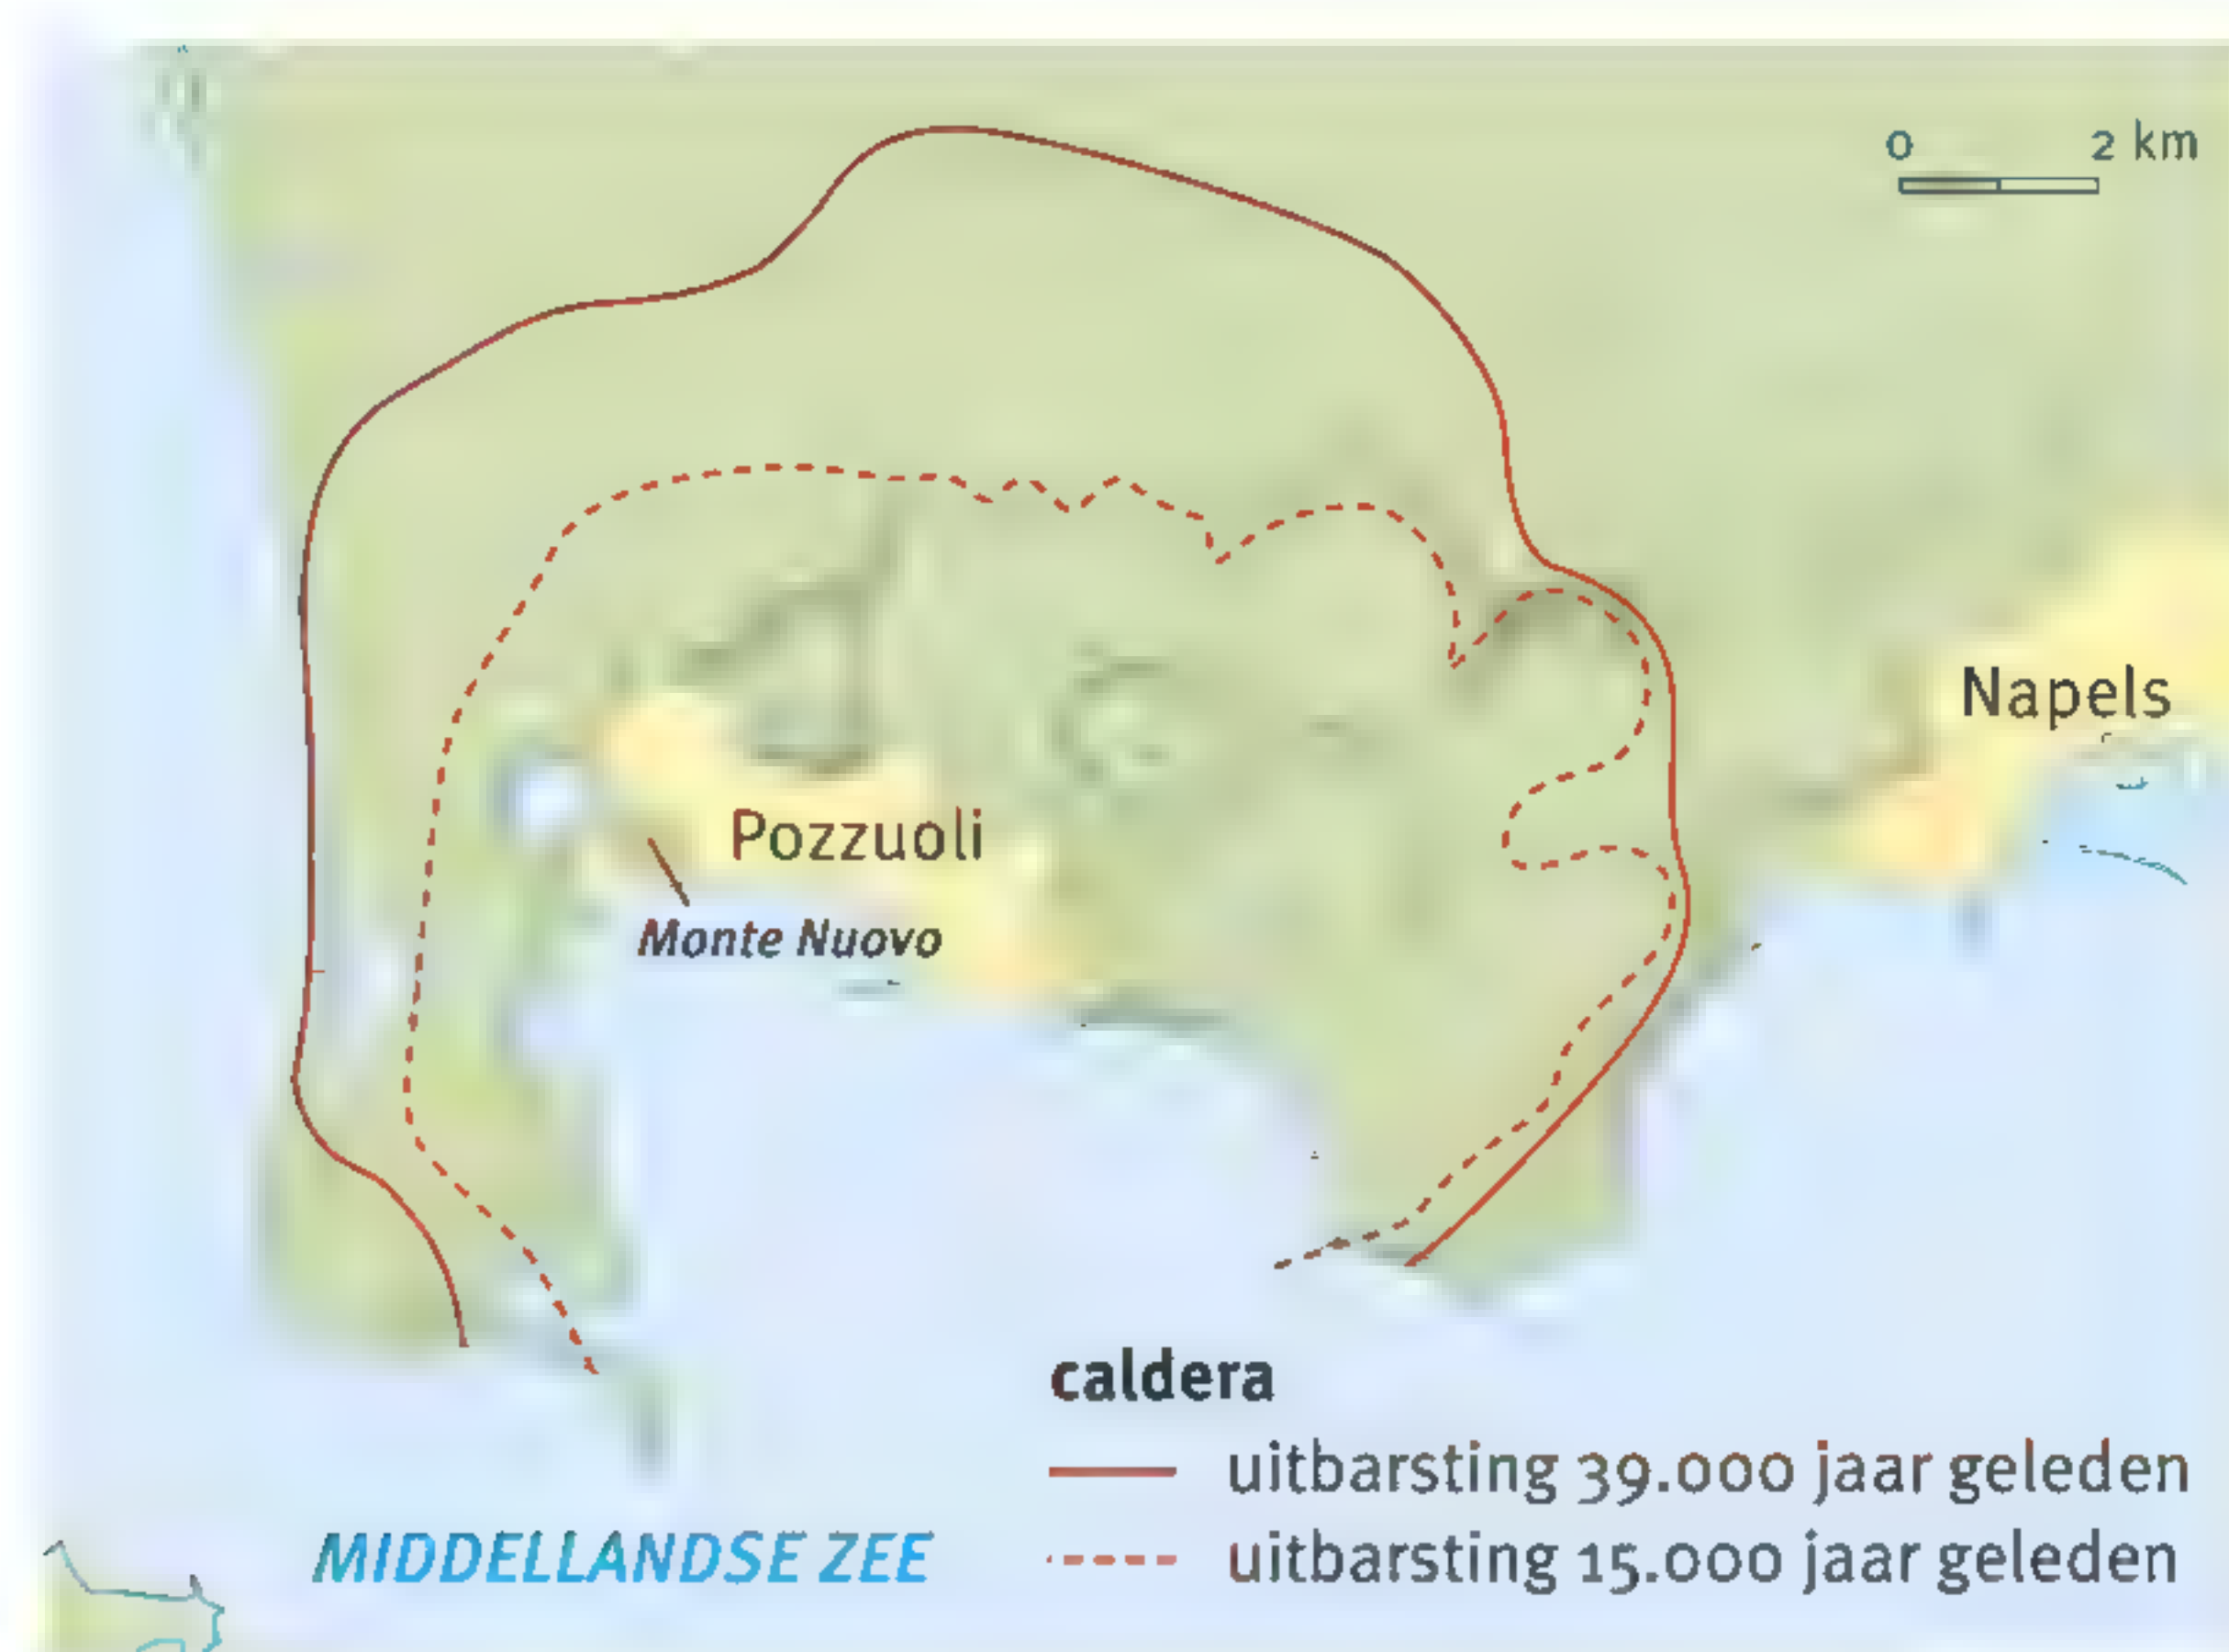 0 2 km
Napels
Pozzuoli
Monte Nuovo
caldera
uitbarsting 39.000 jaar geleden
uitbarsting 15.000 jaar geleden
MIDDELLANDSE ZEE